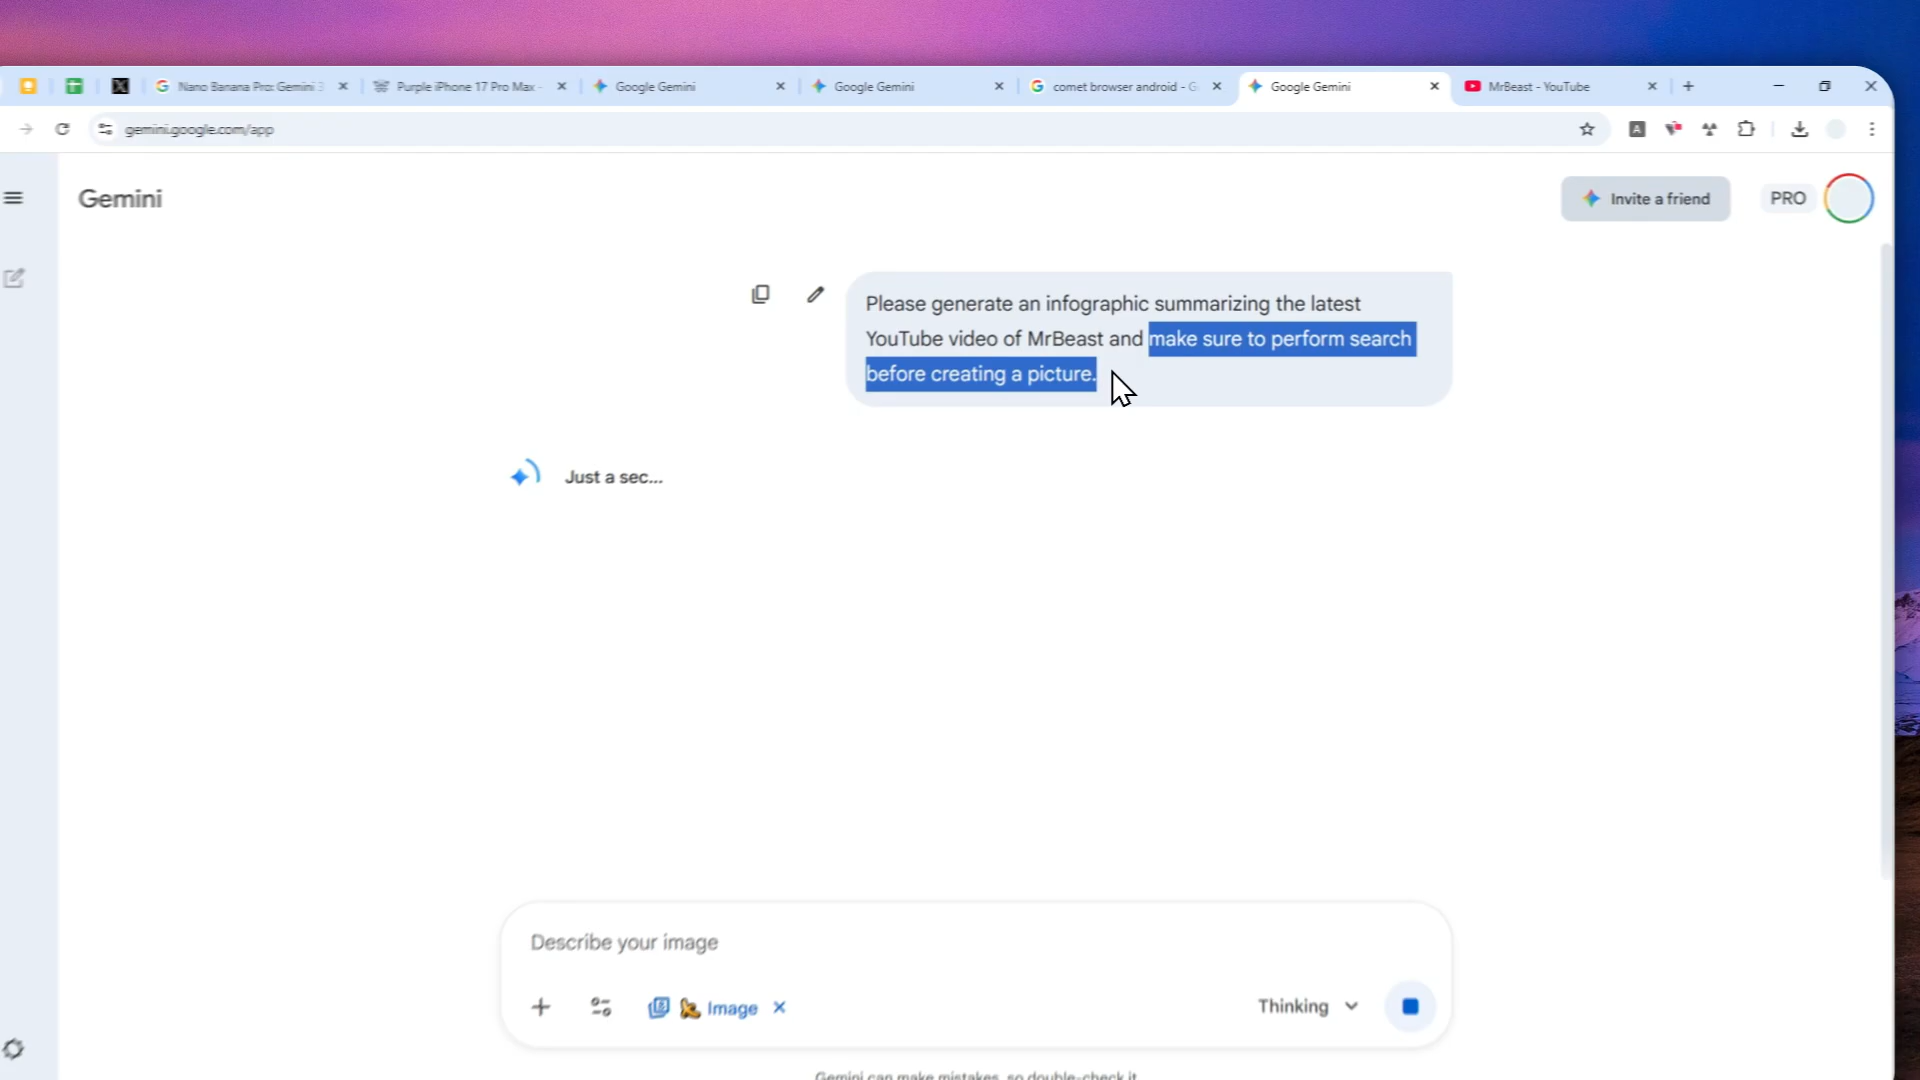 Nano Banana Pro: Gemini 3
Purple iPhone 17 Pro Max -
Google Gemini
Google Gemini
comet browser android - G
Google Gemini
MrBeast - YouTube
gemini.google.com/app
A
Gemini
Invite a friend
PRO
Please generate an infographic summarizing the latest
YouTube video of MrBeast and make sure to perform search
before creating a picture.
Just a sec...
Describe your image
Image
Thinking
Gemini can make mistakes, so double-check it